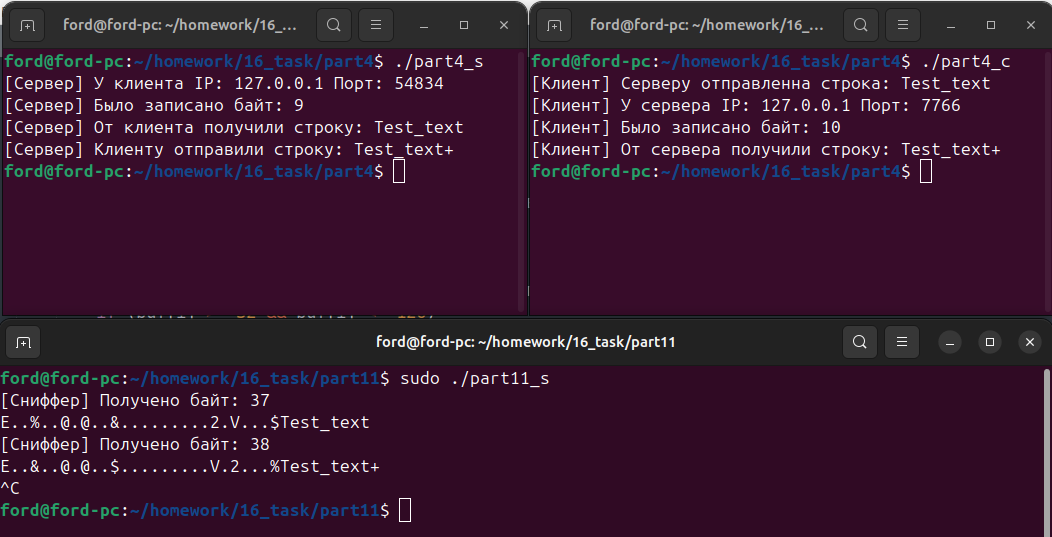 ford@ford-pc: ~/homework/16_task/p...
ford@ford-pc:~/homework/16_task/part4$ ./part4_s
[Сервер] У клиента IP: 127.0.0.1 Порт: 54834
[Сервер] Было записано байт: 9
[Сервер] От клиента получили строку: Test_text
[Сервер] Клиенту отправили строку: Test_text+
ford@ford-pc:~/homework/16_task/part4$
ford@ford-pc: ~/homework/16_task/p...
ford@ford-pc:~/homework/16_task/part4$ ./part4_c
[Клиент] Серверу отправленна строка: Test_text
[Клиент] У сервера IP: 127.0.0.1 Порт: 7766
[Клиент] Было записано байт: 10
[Клиент] От сервера получили строку: Test_text+
ford@ford-pc:~/homework/16_task/part4$
ford@ford-pc: ~/homework/16_task/part11
ford@ford-pc:~/homework/16_task/part11$ sudo ./part11_s
[Сниффер] Получено байт: 37
E..%..@.@..&.........2.V...$Test_text
[Сниффер] Получено байт: 38
E..&..@.@..$.........V.2...%Test_text+
^C
ford@ford-pc:~/homework/16_task/part11$